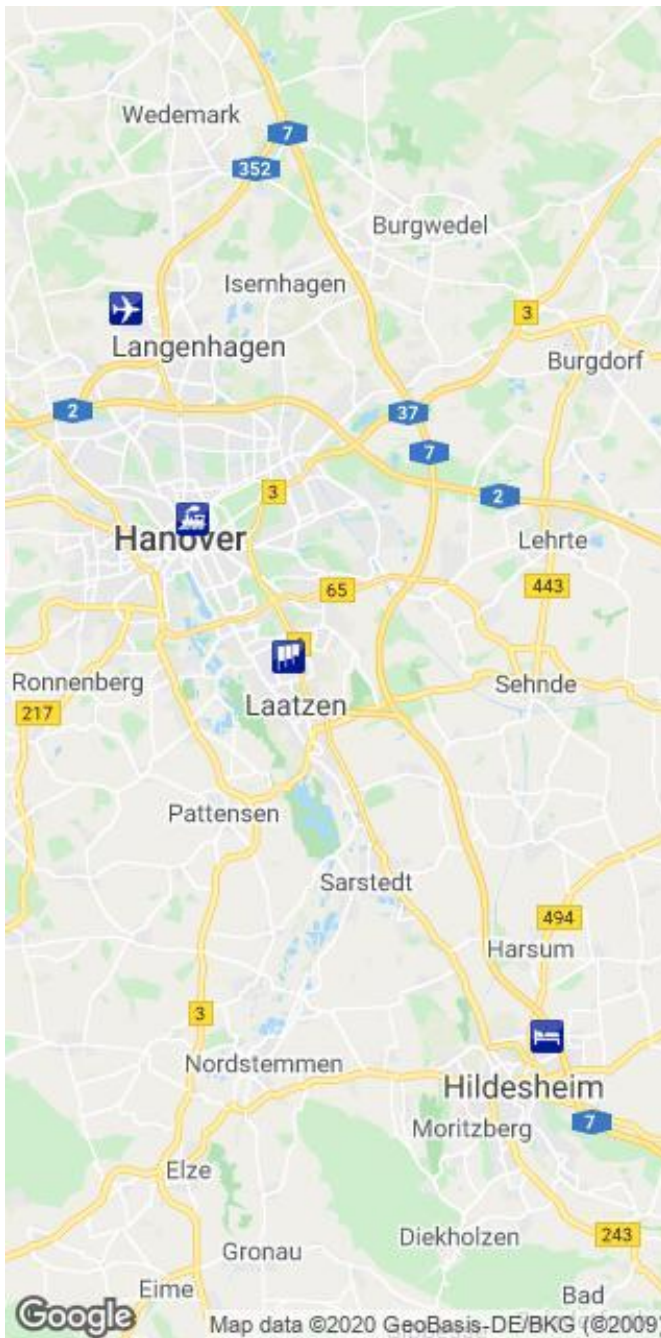 Wedemark
7
352
Burgwedel
Isernhagen
3
Langenhagen
Burgdorf
2
37
7
3
2
Hanover
Lehrte
65
443
Ronnenberg
Sehnde
217
Laatzen
Pattensen
Sarstedt
494
Harsum
3
Nordstemmen
Hildesheim
7
Moritzberg
Elze
Diekholzen
243
Gronau
Eime
Bad
Google
Map data ©2020 GeoBasis-DE/BKG (©2009